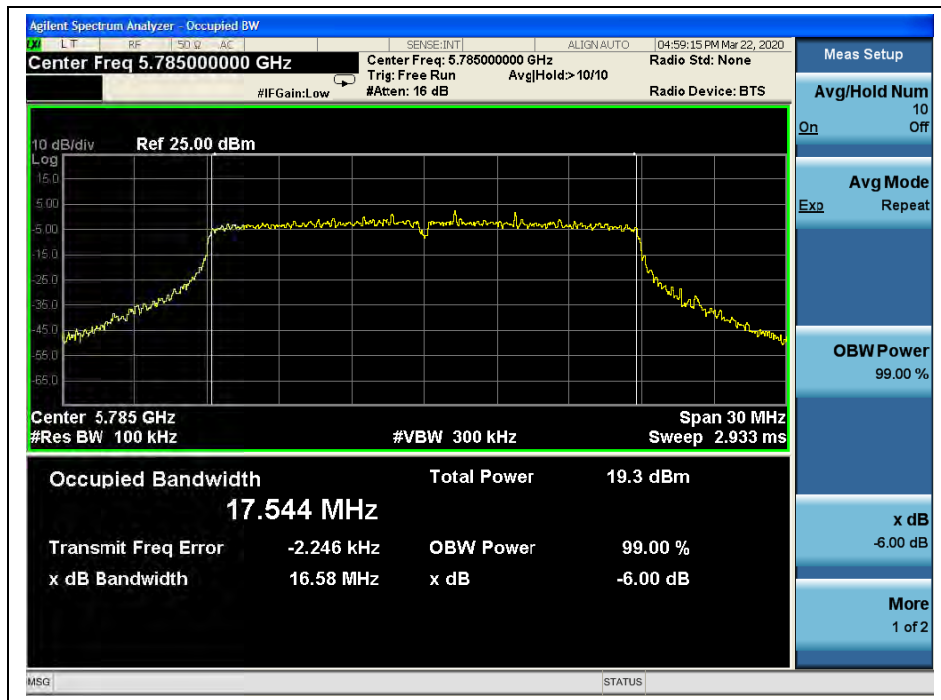 Agilent Spectrum Analyzer - Occupied BW
LXI LT RF 50 Ω AC SENSE:INT ALIGN AUTO 04:59:15 PM Mar 22, 2020
Center Freq 5.785000000 GHz Center Freq: 5.785000000 GHz Radio Std: None
Trig: Free Run Avg|Hold:> 10/10
#IFGain:Low #Atten: 16 dB Radio Device: BTS
10 dB/div Ref 25.00 dBm
Log
15.0
5.00
-5.00
-15.0
-25.0
-35.0
-45.0
-55.0
-65.0
Center 5.785 GHz Span 30 MHz
#Res BW 100 kHz #VBW 300 kHz Sweep 2.933 ms
Occupied Bandwidth Total Power 19.3 dBm
17.544 MHz
Transmit Freq Error -2.246 kHz OBW Power 99.00 %
x dB Bandwidth 16.58 MHz x dB -6.00 dB
MSG STATUS
Meas Setup
Avg/Hold Num
10
On Off
Avg Mode
Exp Repeat
OBW Power
99.00 %
x dB
-6.00 dB
More
1 of 2